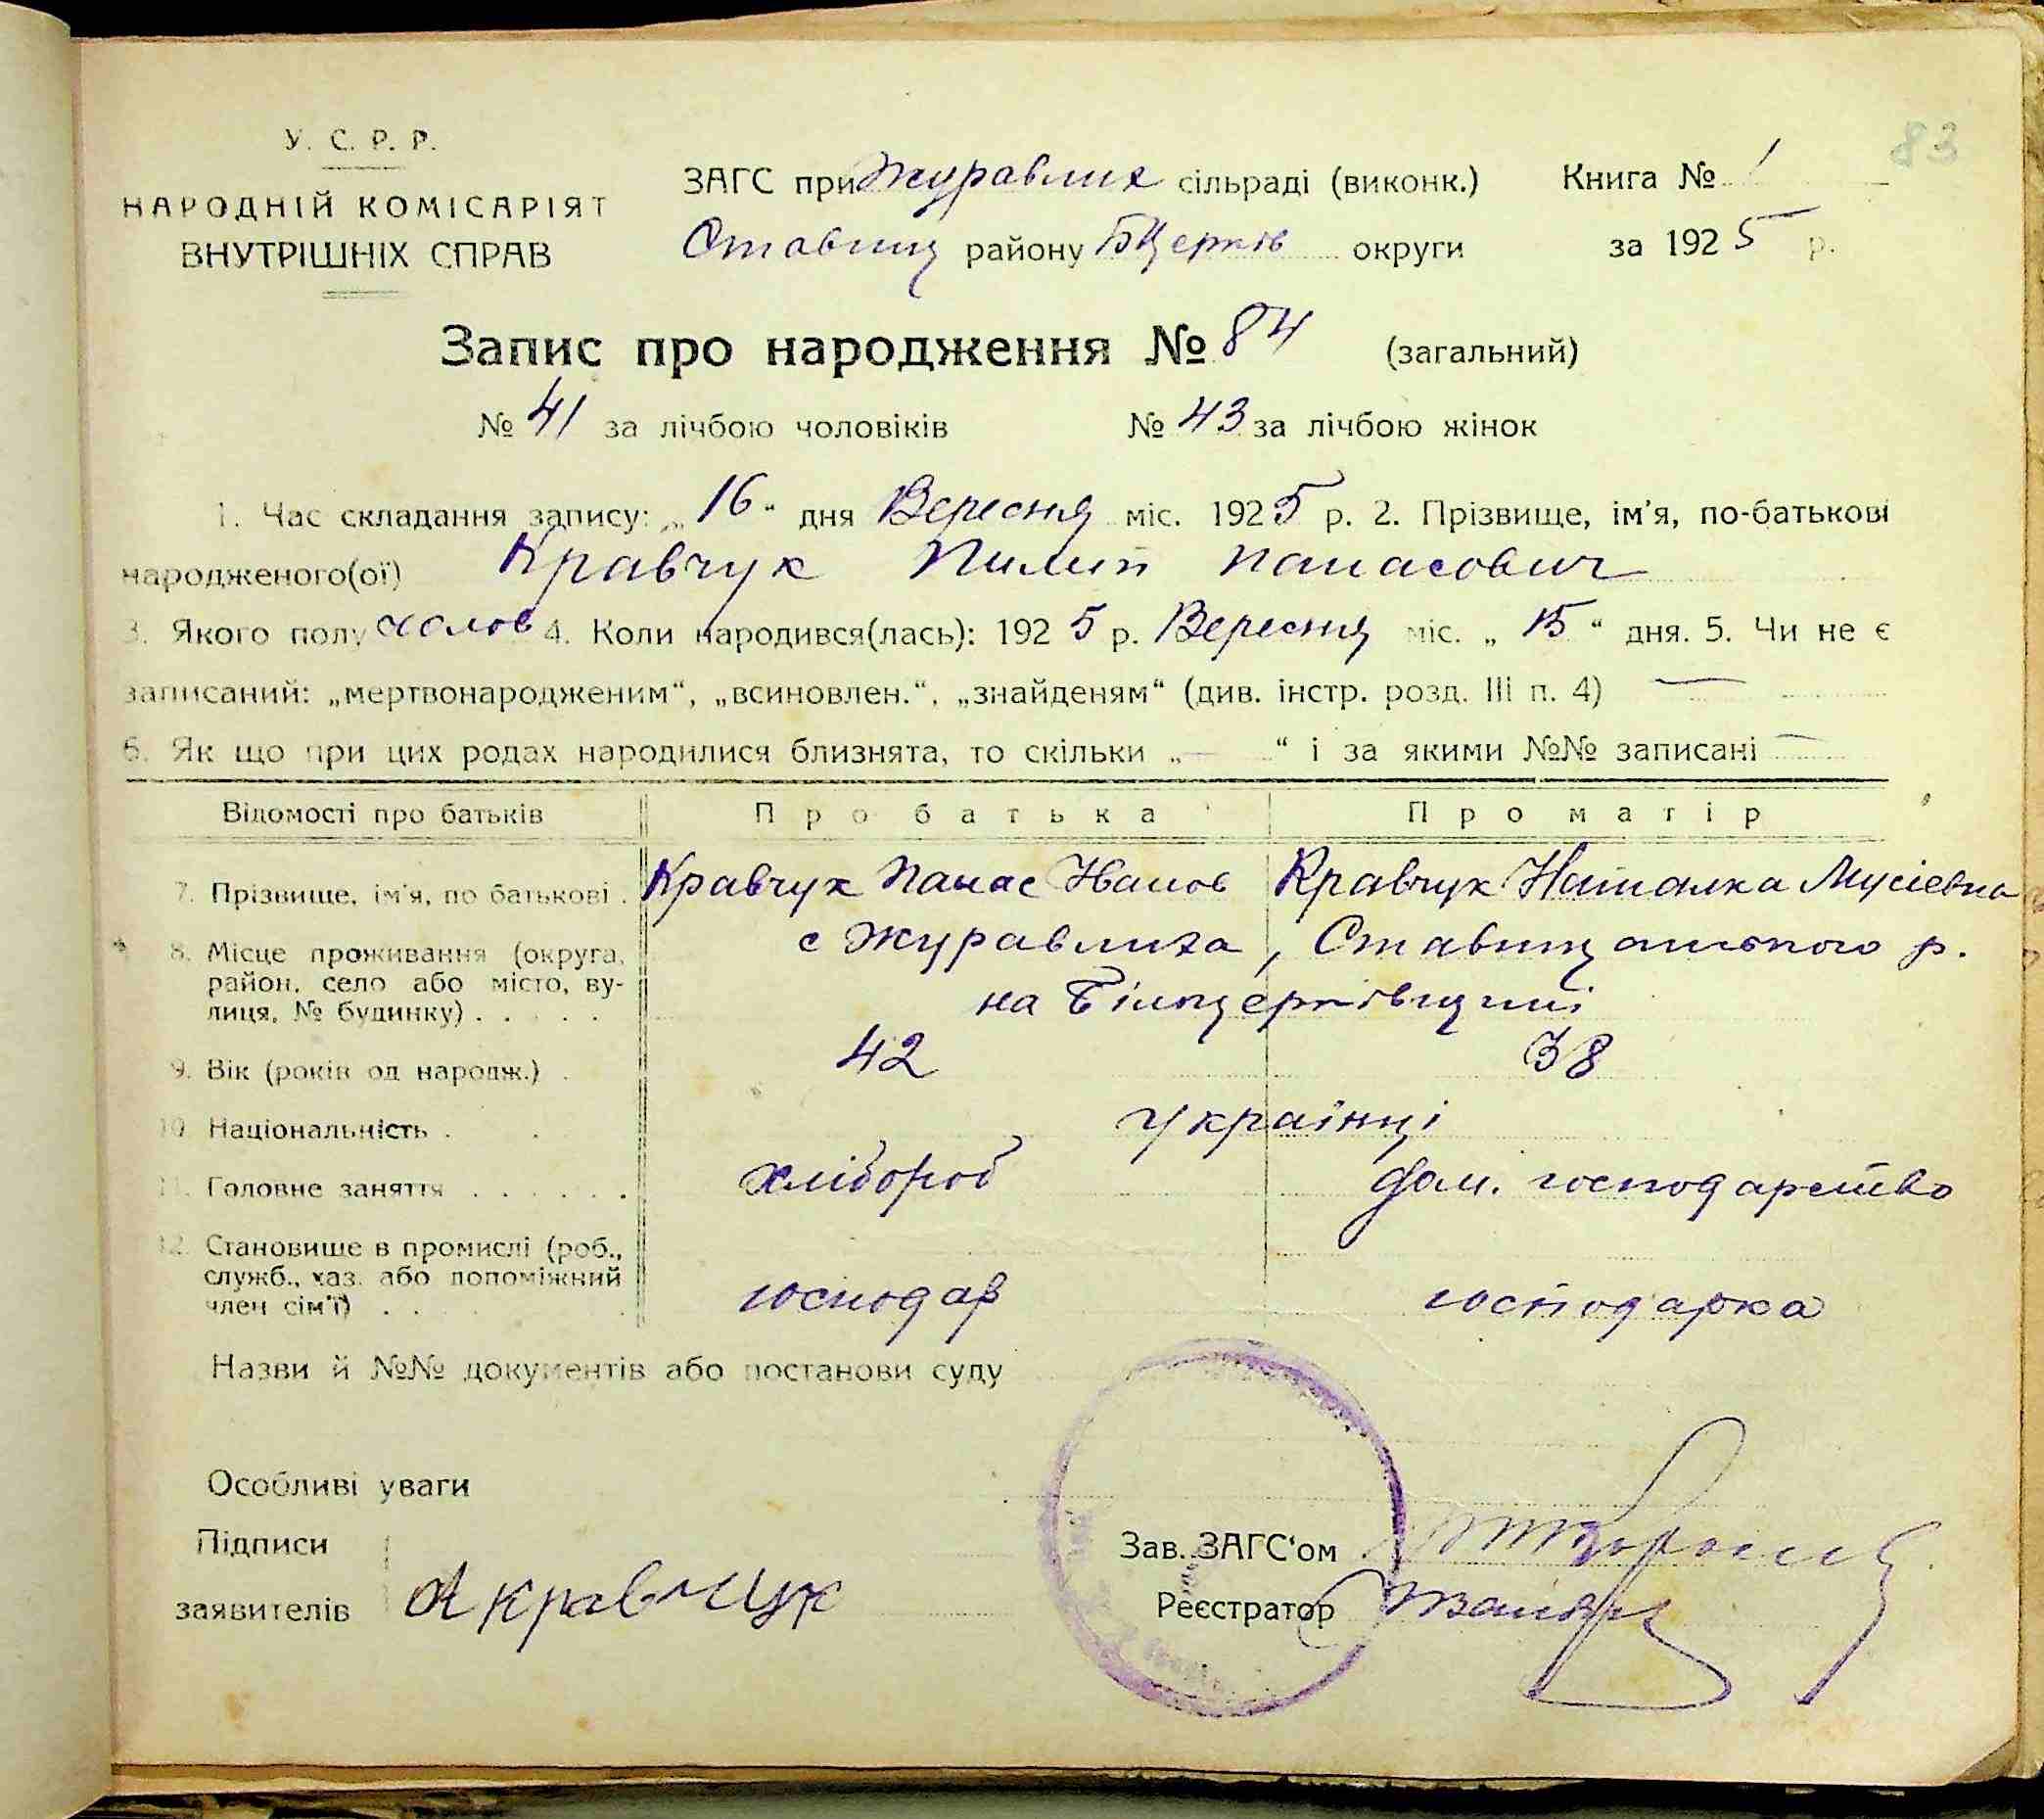 83
У. С. Р. Р.
НАРОДНІЙ КОМІСАРІЯТ
ВНУТРІШНІХ СПРАВ
ЗАГС при Журавлих сільраді (виконк.) Книга № 1
Ставищ району БЦерків округи за 1925 р.
Запис про народження № 84 (загальний)
№ 41 за лічбою чоловіків № 43 за лічбою жінок
1. Час складання запису: „16“ дня Вересня міс. 1925 р. 2. Прізвище, ім'я, по-батькові
народженого(ої) Кравчук Пилип Панасович
3. Якого полу чолов 4. Коли народився(лась): 1925 р. Вересня міс. „15“ дня. 5. Чи не є
записаний: „мертвонародженим“, „всиновлен.“, „знайденям“ (див. інстр. розд. III п. 4) —
6. Як що при цих родах народилися близнята, то скільки „—“ і за якими №№ записані —
Відомості про батьків Про батька Про матір
7. Прізвище, ім'я, по батькові . Кравчук Панас Іванов Кравчук Наталка Мусіевна
8. Місце проживання (округа, с Журавлиха, Ставищанського р.
район, село або місто, ву- на Білоцерківщині
лиця, № будинку) . . . . .
9. Вік (років од народж.) . 42 38
10. Національність . . українці
11. Головне заняття . . . . . . хлібороб дом. господарство
12. Становище в промислі (роб.,
служб., хаз. або допоміжний
член сім'ї) . . господар господарка
Назви й №№ документів або постанови суду
Особливі уваги
Підписи
заявителів А Кравчук
Зав. ЗАГС'ом
Реєстратор